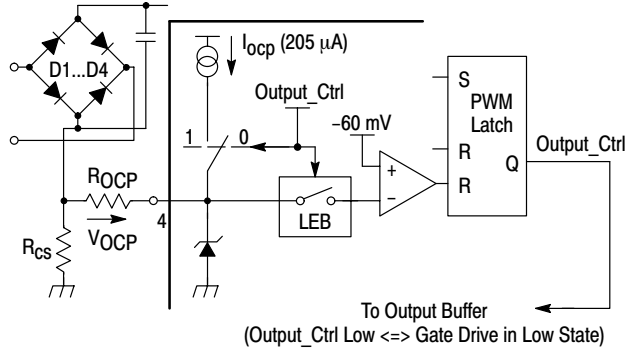 I_ocp (205 μA)
D1...D4
Output_Ctrl
S
PWM
Latch
1
0
−60 mV
Output_Ctrl
R
Q
R_OCP
+
−
R
4
LEB
V_OCP
R_cs
To Output Buffer
(Output_Ctrl Low <=> Gate Drive in Low State)